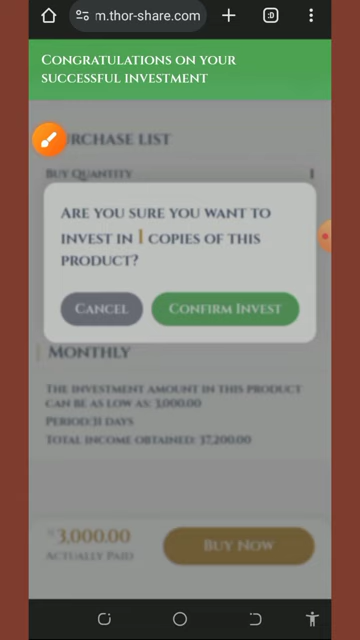 m.thor-share.com
:D
Congratulations on your
successful investment
urchase list
Buy Quantity 1
Are you sure you want to
invest in 1 copies of this
product?
Cancel Confirm Invest
Monthly
The investment amount in this product
can be as low as: 3,000.00
Period:31 days
Total income obtained: 37,200.00
3,000.00
Actually Paid
Buy Now